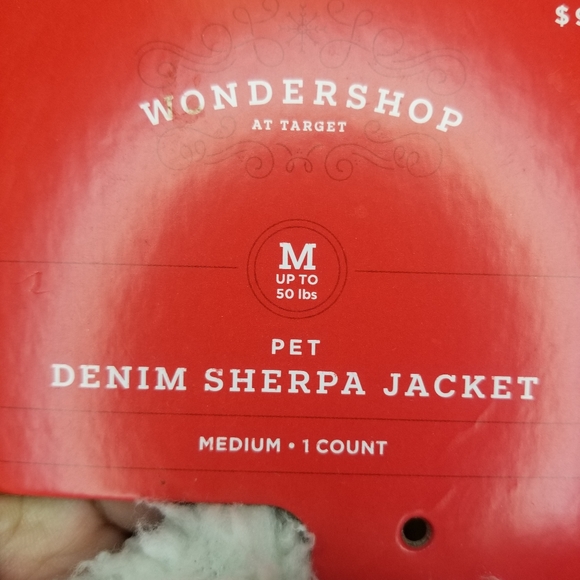 WONDERSHOP
AT TARGET
M
UP TO
50 lbs
PET
DENIM SHERPA JACKET
MEDIUM • 1 COUNT